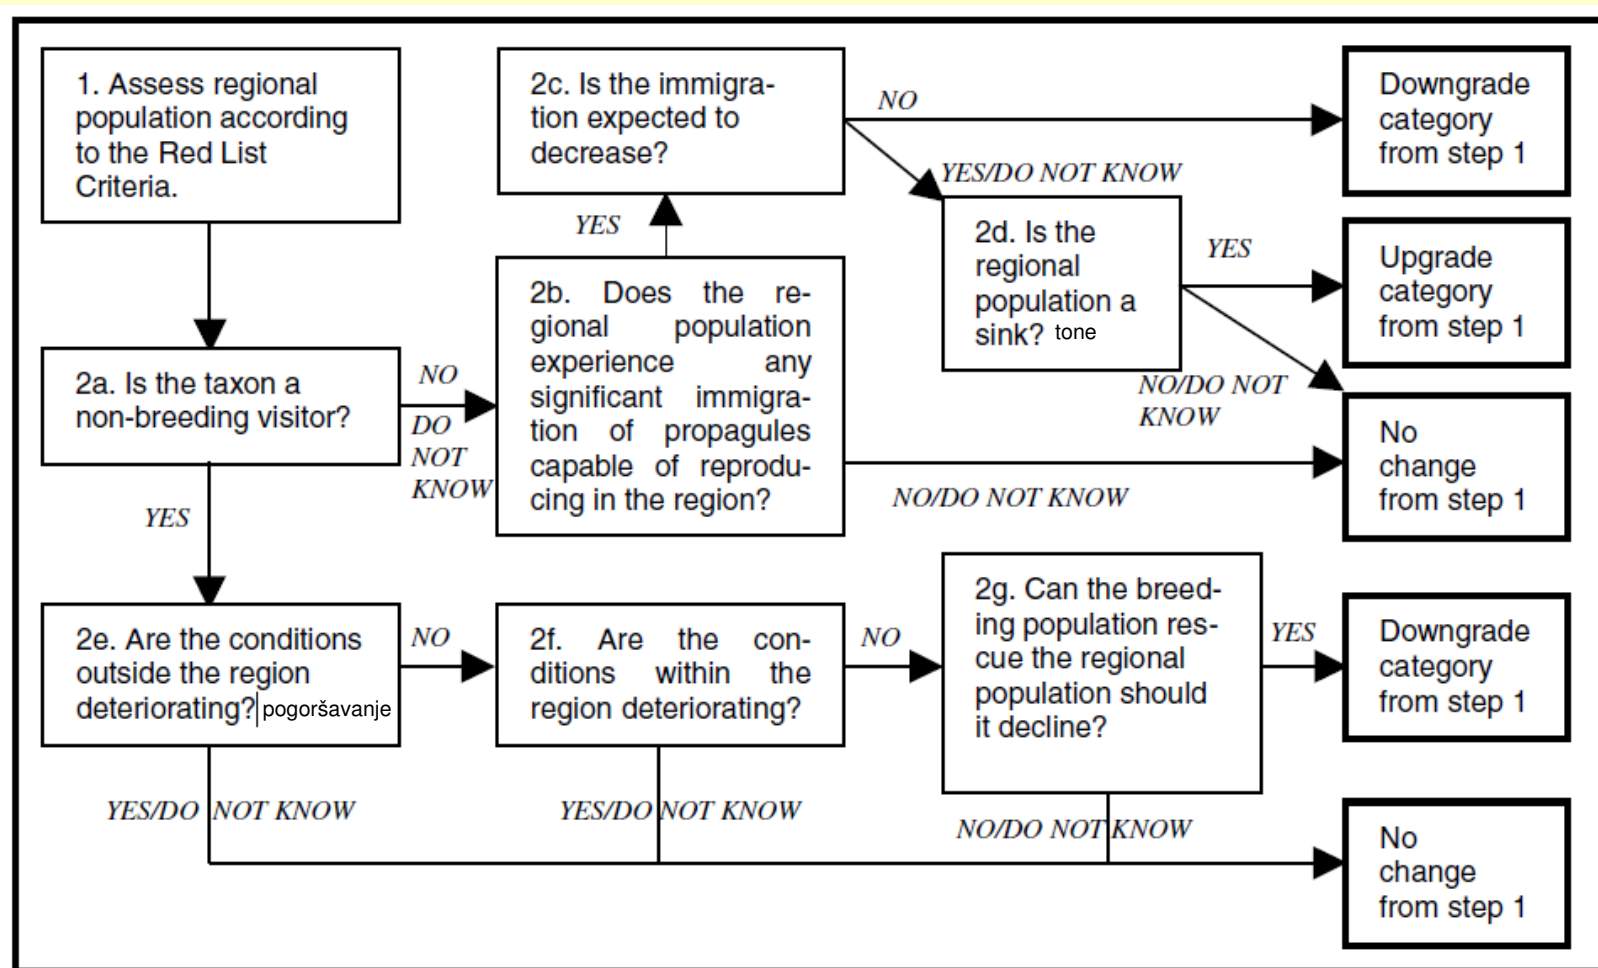 1. Assess regional
population according
to the Red List
Criteria.
2c. Is the immigra-
tion expected to
decrease?
NO
Downgrade
category
from step 1
YES/DO NOT KNOW
YES
2d. Is the
regional
population a
sink? tone
YES
Upgrade
category
from step 1
2a. Is the taxon a
non-breeding visitor?
NO
DO
NOT
KNOW
2b. Does the re-
gional population
experience any
significant immigra-
tion of propagules
capable of reprodu-
cing in the region?
NO/DO NOT
KNOW
NO/DO NOT KNOW
No
change
from step 1
YES
2e. Are the conditions
outside the region
deteriorating? pogoršavanje
NO
2f. Are the con-
ditions within the
region deteriorating?
NO
2g. Can the breed-
ing population res-
cue the regional
population should
it decline?
YES
Downgrade
category
from step 1
YES/DO NOT KNOW
YES/DO NOT KNOW
NO/DO NOT KNOW
No
change
from step 1